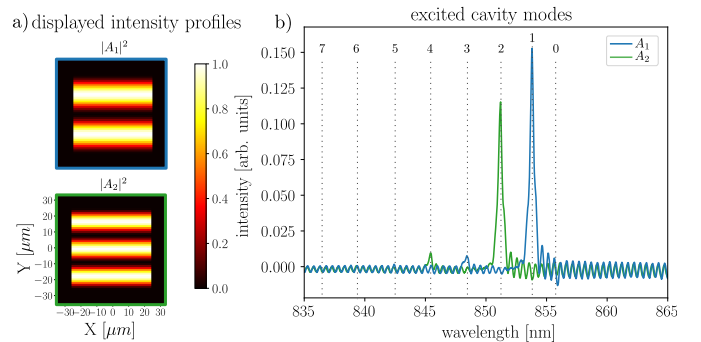 a) displayed intensity profiles
|A₁|²
|A₂|²
Y [μm]
30
20
10
0
−10
−20
−30
−30−20−10 0 10 20 30
X [μm]
1.0
0.8
0.6
0.4
0.2
0.0
intensity [arb. units]
b) excited cavity modes
7 6 5 4 3 2 1 0
A₁
A₂
0.150
0.125
0.100
0.075
0.050
0.025
0.000
835 840 845 850 855 860 865
wavelength [nm]